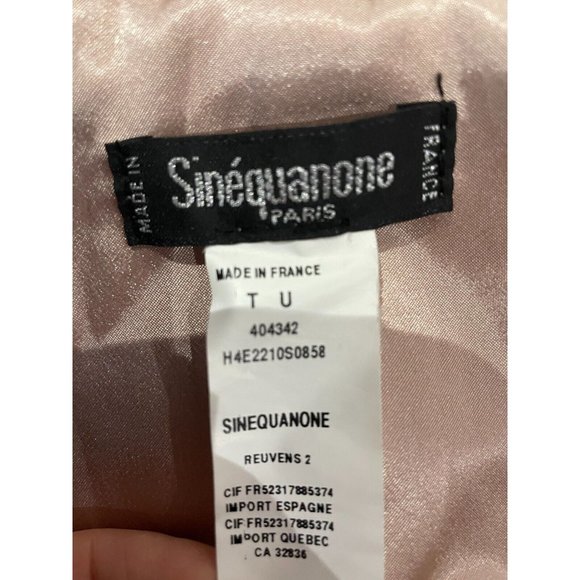 MADE IN
Sinéquanone
PARIS
FRANCE
MADE IN FRANCE
T U
404342
H4E2210S0858
SINEQUANONE
REUVENS 2
CIF FR52317885374
IMPORT ESPAGNE
CIF FR52317885374
IMPORT QUEBEC
CA 32836